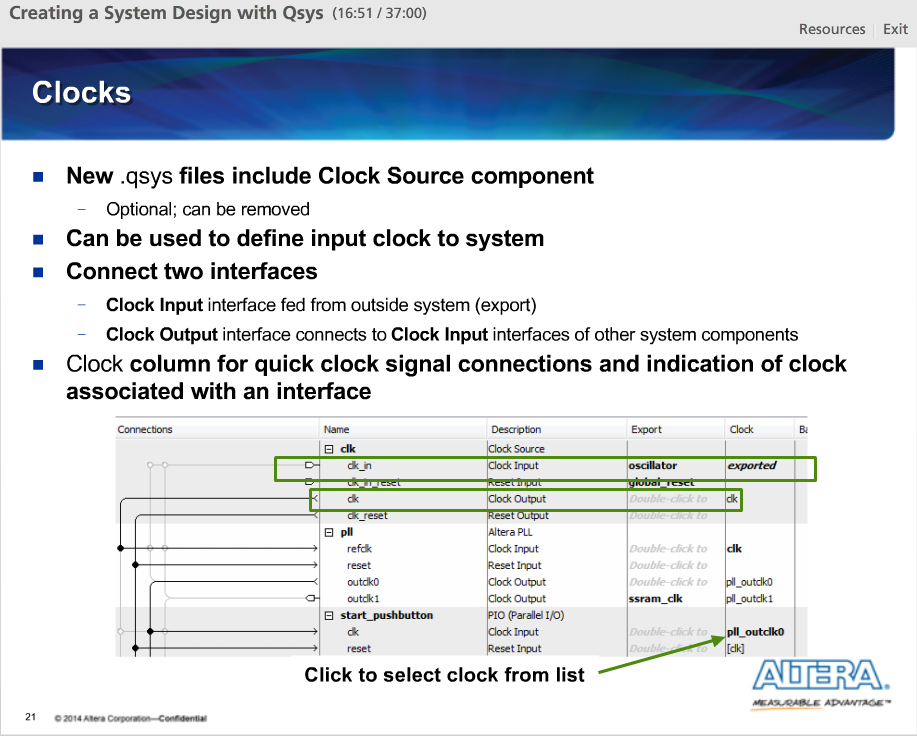 Creating a System Design with Qsys (16:51 / 37:00)
Resources Exit
Clocks
New .qsys files include Clock Source component
– Optional; can be removed
Can be used to define input clock to system
Connect two interfaces
– Clock Input interface fed from outside system (export)
– Clock Output interface connects to Clock Input interfaces of other system components
Clock column for quick clock signal connections and indication of clock
associated with an interface
Connections Name Description Export Clock Ba
clk Clock Source
clk_in Clock Input oscillator exported
clk_in_reset Reset Input global_reset
clk Clock Output Double-click to clk
clk_reset Reset Output Double-click to
pll Altera PLL
refclk Clock Input Double-click to clk
reset Reset Input Double-click to
outclk0 Clock Output Double-click to pll_outclk0
outclk1 Clock Output ssram_clk pll_outclk1
start_pushbutton PIO (Parallel I/O)
clk Clock Input Double-click to pll_outclk0
reset Reset Input Double-click to [clk]
Click to select clock from list
ALTERA®
MEASURABLE ADVANTAGE™
21 © 2014 Altera Corporation—Confidential